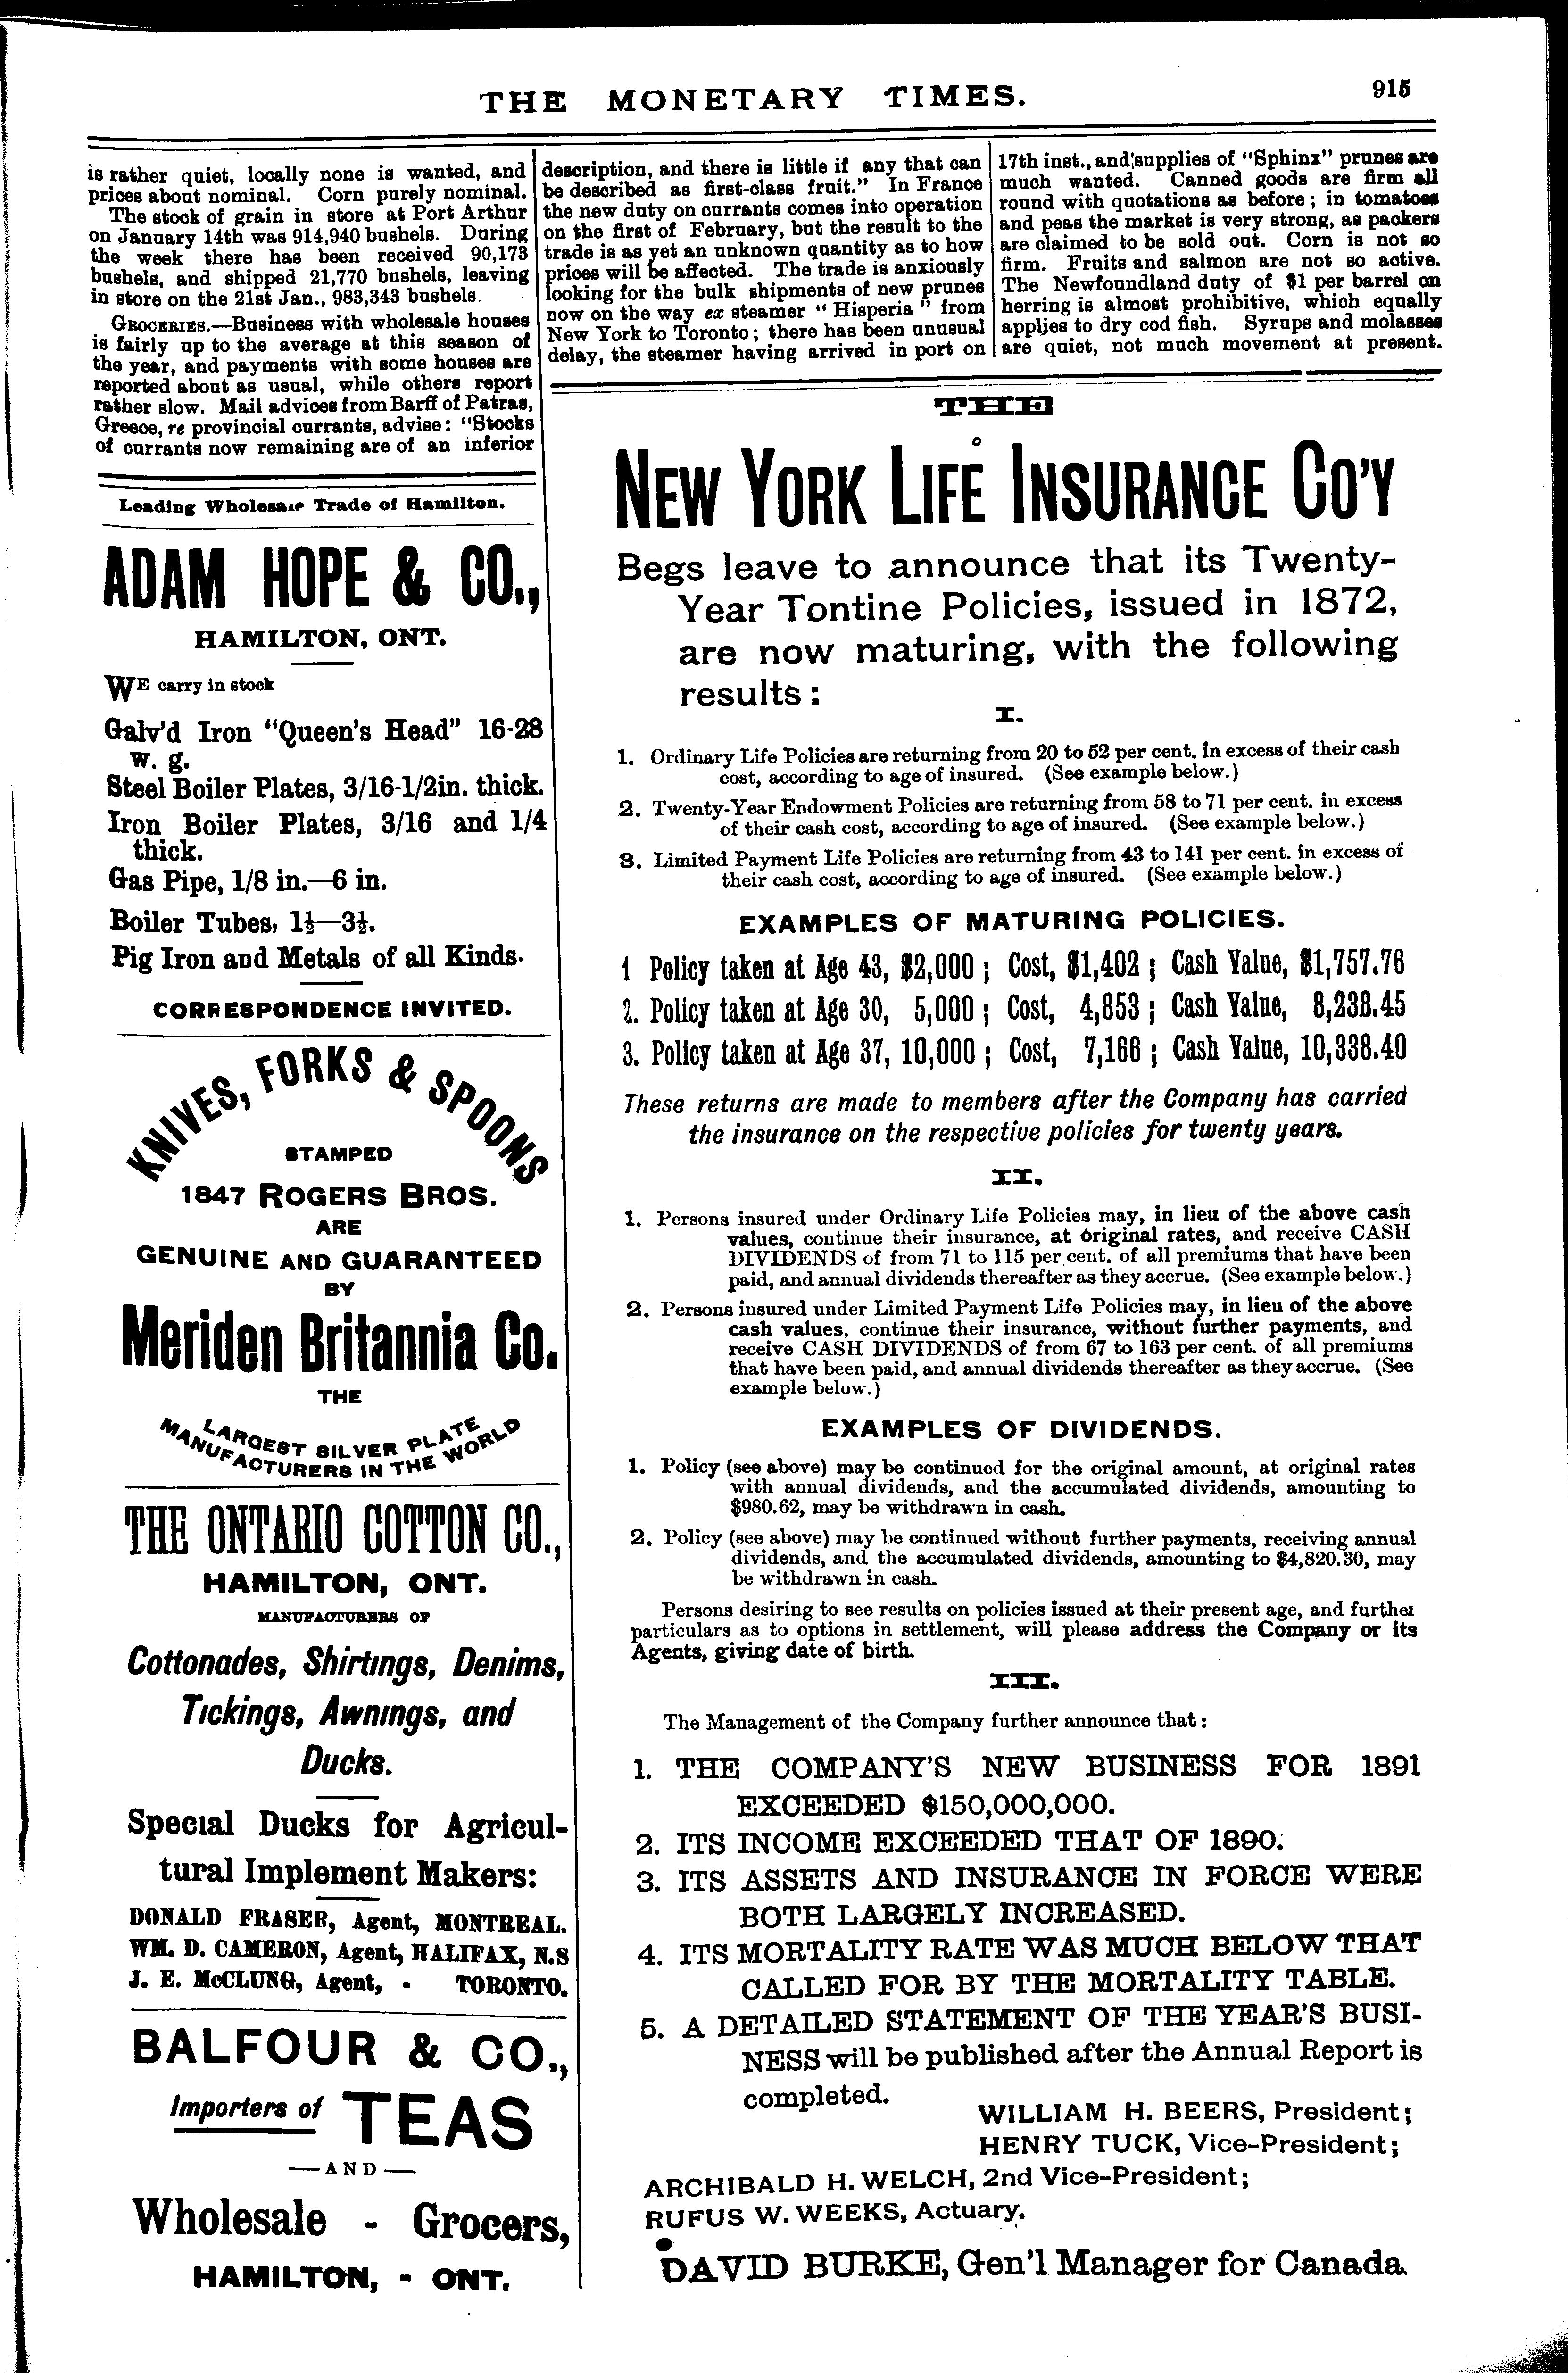 THE MONETARY TIMES.
915
is rather quiet, locally none is wanted, and
prices about nominal. Corn purely nominal.
The stock of grain in store at Port Arthur
on January 14th was 914,940 bushels. During
the week there has been received 90,173
bushels, and shipped 21,770 bushels, leaving
in store on the 21st Jan., 983,343 bushels.
GROCERIES.—Business with wholesale houses
is fairly up to the average at this season of
the year, and payments with some houses are
reported about as usual, while others report
rather slow. Mail advices from Barff of Patras,
Greece, re provincial currants, advise: "Stocks
of currants now remaining are of an inferior
description, and there is little if any that can
be described as first-class fruit." In France
the new duty on currants comes into operation
on the first of February, but the result to the
trade is as yet an unknown quantity as to how
prices will be affected. The trade is anxiously
looking for the bulk shipments of new prunes
now on the way ex steamer "Hisperia" from
New York to Toronto; there has been unusual
delay, the steamer having arrived in port on
17th inst., and supplies of "Sphinx" prunes are
much wanted. Canned goods are firm all
round with quotations as before; in tomatoes
and peas the market is very strong, as packers
are claimed to be sold out. Corn is not so
firm. Fruits and salmon are not so active.
The Newfoundland duty of $1 per barrel on
herring is almost prohibitive, which equally
applies to dry cod fish. Syrups and molasses
are quiet, not much movement at present.
Leading Wholesale Trade of Hamilton.
ADAM HOPE & CO.,
HAMILTON, ONT.
WE carry in stock
Galv'd Iron "Queen's Head" 16-28
w. g.
Steel Boiler Plates, 3/16-1/2in. thick.
Iron Boiler Plates, 3/16 and 1/4
thick.
Gas Pipe, 1/8 in.—6 in.
Boiler Tubes, 1½—3½.
Pig Iron and Metals of all Kinds.
CORRESPONDENCE INVITED.
KNIVES, FORKS & SPOONS
STAMPED
1847 ROGERS BROS.
ARE
GENUINE AND GUARANTEED
BY
Meriden Britannia Co.
THE
LARGEST SILVER PLATE
MANUFACTURERS IN THE WORLD
THE ONTARIO COTTON CO.,
HAMILTON, ONT.
MANUFACTURERS OF
Cottonades, Shirtings, Denims,
Tickings, Awnings, and
Ducks.
Special Ducks for Agricul-
tural Implement Makers:
DONALD FRASER, Agent, MONTREAL.
WM. D. CAMERON, Agent, HALIFAX, N.S
J. E. McCLUNG, Agent, - TORONTO.
BALFOUR & CO.,
Importers of TEAS
—AND—
Wholesale - Grocers,
HAMILTON, - ONT.
THE
NEW YORK LIFE INSURANCE CO'Y
Begs leave to announce that its Twenty-
Year Tontine Policies, issued in 1872,
are now maturing, with the following
results:
I.
1. Ordinary Life Policies are returning from 20 to 52 per cent. in excess of their cash
cost, according to age of insured. (See example below.)
2. Twenty-Year Endowment Policies are returning from 58 to 71 per cent. in excess
of their cash cost, according to age of insured. (See example below.)
3. Limited Payment Life Policies are returning from 43 to 141 per cent. in excess of
their cash cost, according to age of insured. (See example below.)
EXAMPLES OF MATURING POLICIES.
1 Policy taken at Age 43, $2,000; Cost, $1,402; Cash Value, $1,757.76
2. Policy taken at Age 30, 5,000; Cost, 4,853; Cash Value, 8,238.45
3. Policy taken at Age 37, 10,000; Cost, 7,166; Cash Value, 10,338.40
These returns are made to members after the Company has carried
the insurance on the respective policies for twenty years.
II.
1. Persons insured under Ordinary Life Policies may, in lieu of the above cash
values, continue their insurance, at original rates, and receive CASH
DIVIDENDS of from 71 to 115 per cent. of all premiums that have been
paid, and annual dividends thereafter as they accrue. (See example below.)
2. Persons insured under Limited Payment Life Policies may, in lieu of the above
cash values, continue their insurance, without further payments, and
receive CASH DIVIDENDS of from 67 to 163 per cent. of all premiums
that have been paid, and annual dividends thereafter as they accrue. (See
example below.)
EXAMPLES OF DIVIDENDS.
1. Policy (see above) may be continued for the original amount, at original rates
with annual dividends, and the accumulated dividends, amounting to
$980.62, may be withdrawn in cash.
2. Policy (see above) may be continued without further payments, receiving annual
dividends, and the accumulated dividends, amounting to $4,820.30, may
be withdrawn in cash.
Persons desiring to see results on policies issued at their present age, and further
particulars as to options in settlement, will please address the Company or its
Agents, giving date of birth.
III.
The Management of the Company further announce that:
1. THE COMPANY'S NEW BUSINESS FOR 1891
EXCEEDED $150,000,000.
2. ITS INCOME EXCEEDED THAT OF 1890.
3. ITS ASSETS AND INSURANCE IN FORCE WERE
BOTH LARGELY INCREASED.
4. ITS MORTALITY RATE WAS MUCH BELOW THAT
CALLED FOR BY THE MORTALITY TABLE.
5. A DETAILED STATEMENT OF THE YEAR'S BUSI-
NESS will be published after the Annual Report is
completed.
WILLIAM H. BEERS, President;
HENRY TUCK, Vice-President;
ARCHIBALD H. WELCH, 2nd Vice-President;
RUFUS W. WEEKS, Actuary.
DAVID BURKE, Gen'l Manager for Canada.